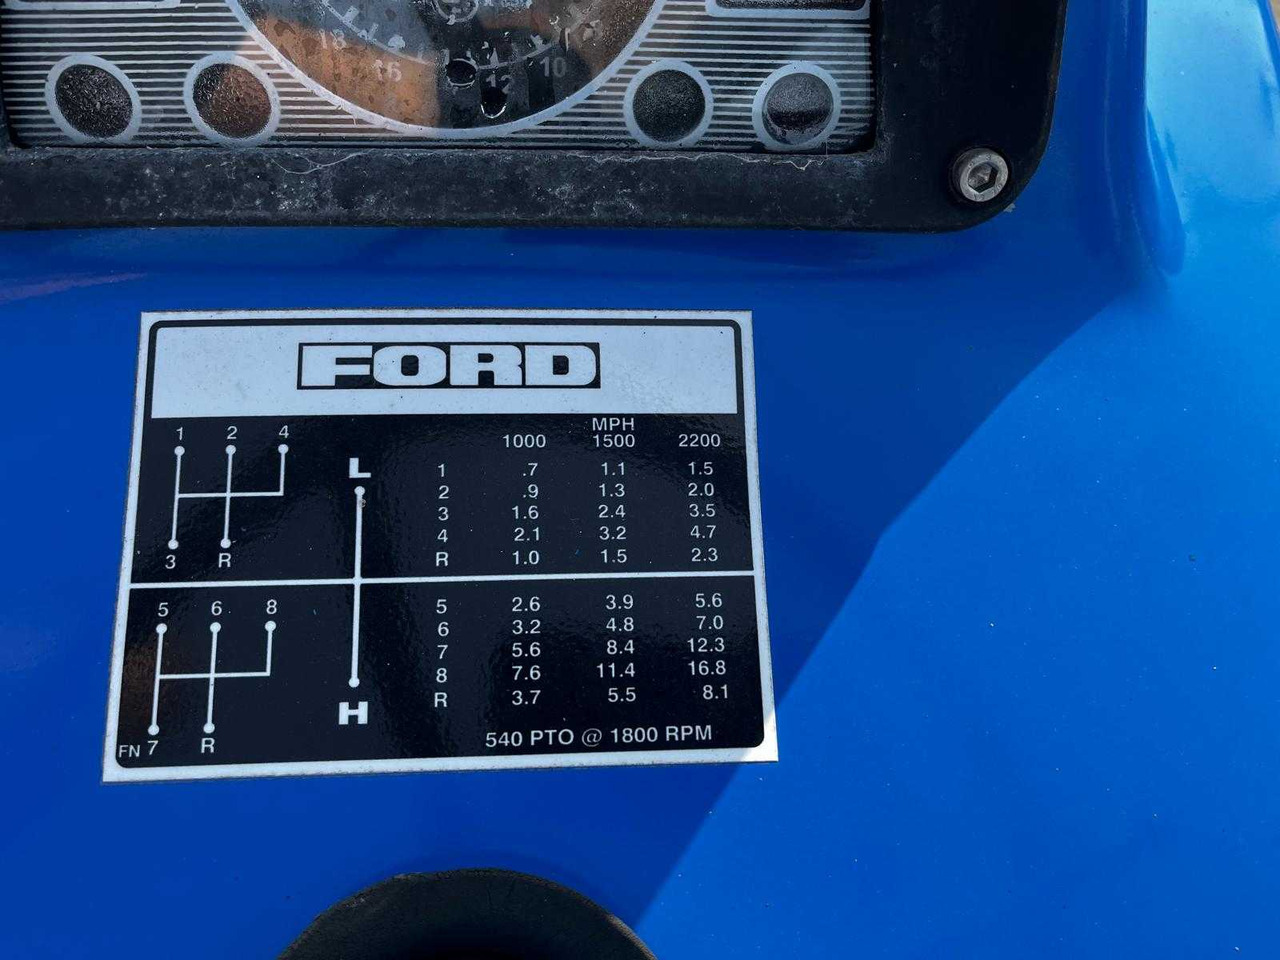 18 16 12 10
FORD
1 2 4
3 R
L
MPH
1000 1500 2200
1 .7 1.1 1.5
2 .9 1.3 2.0
3 1.6 2.4 3.5
4 2.1 3.2 4.7
R 1.0 1.5 2.3
5 6 8
7 R
H
5 2.6 3.9 5.6
6 3.2 4.8 7.0
7 5.6 8.4 12.3
8 7.6 11.4 16.8
R 3.7 5.5 8.1
FN
540 PTO @ 1800 RPM